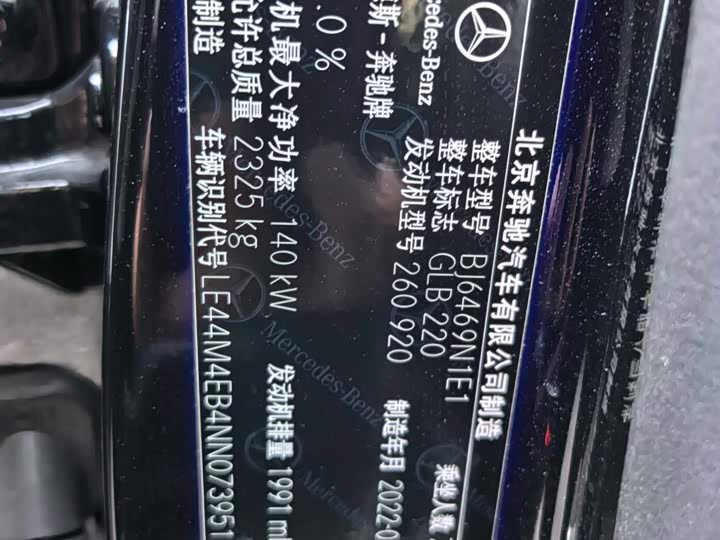 北京奔驰汽车有限公司制造
cedes-Benz 整车型号 BJ6469N1E1 乘坐人数
整车标志 GLB 220
斯-奔驰牌 发动机型号 260 920 制造年月 2022-0
.0%
机最大净功率 140 kW 发动机排量 1991 m
允许总质量 2325 kg
制造 车辆识别代号 LE44M4EB4NN073951
Mercedes-Benz